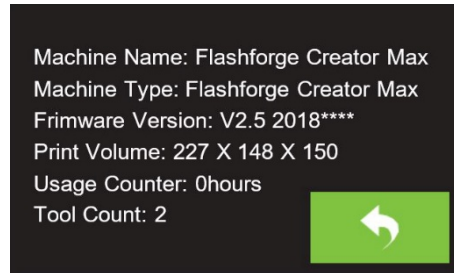 Machine Name: Flashforge Creator Max
Machine Type: Flashforge Creator Max
Frimware Version: V2.5 2018****
Print Volume: 227 X 148 X 150
Usage Counter: 0hours
Tool Count: 2